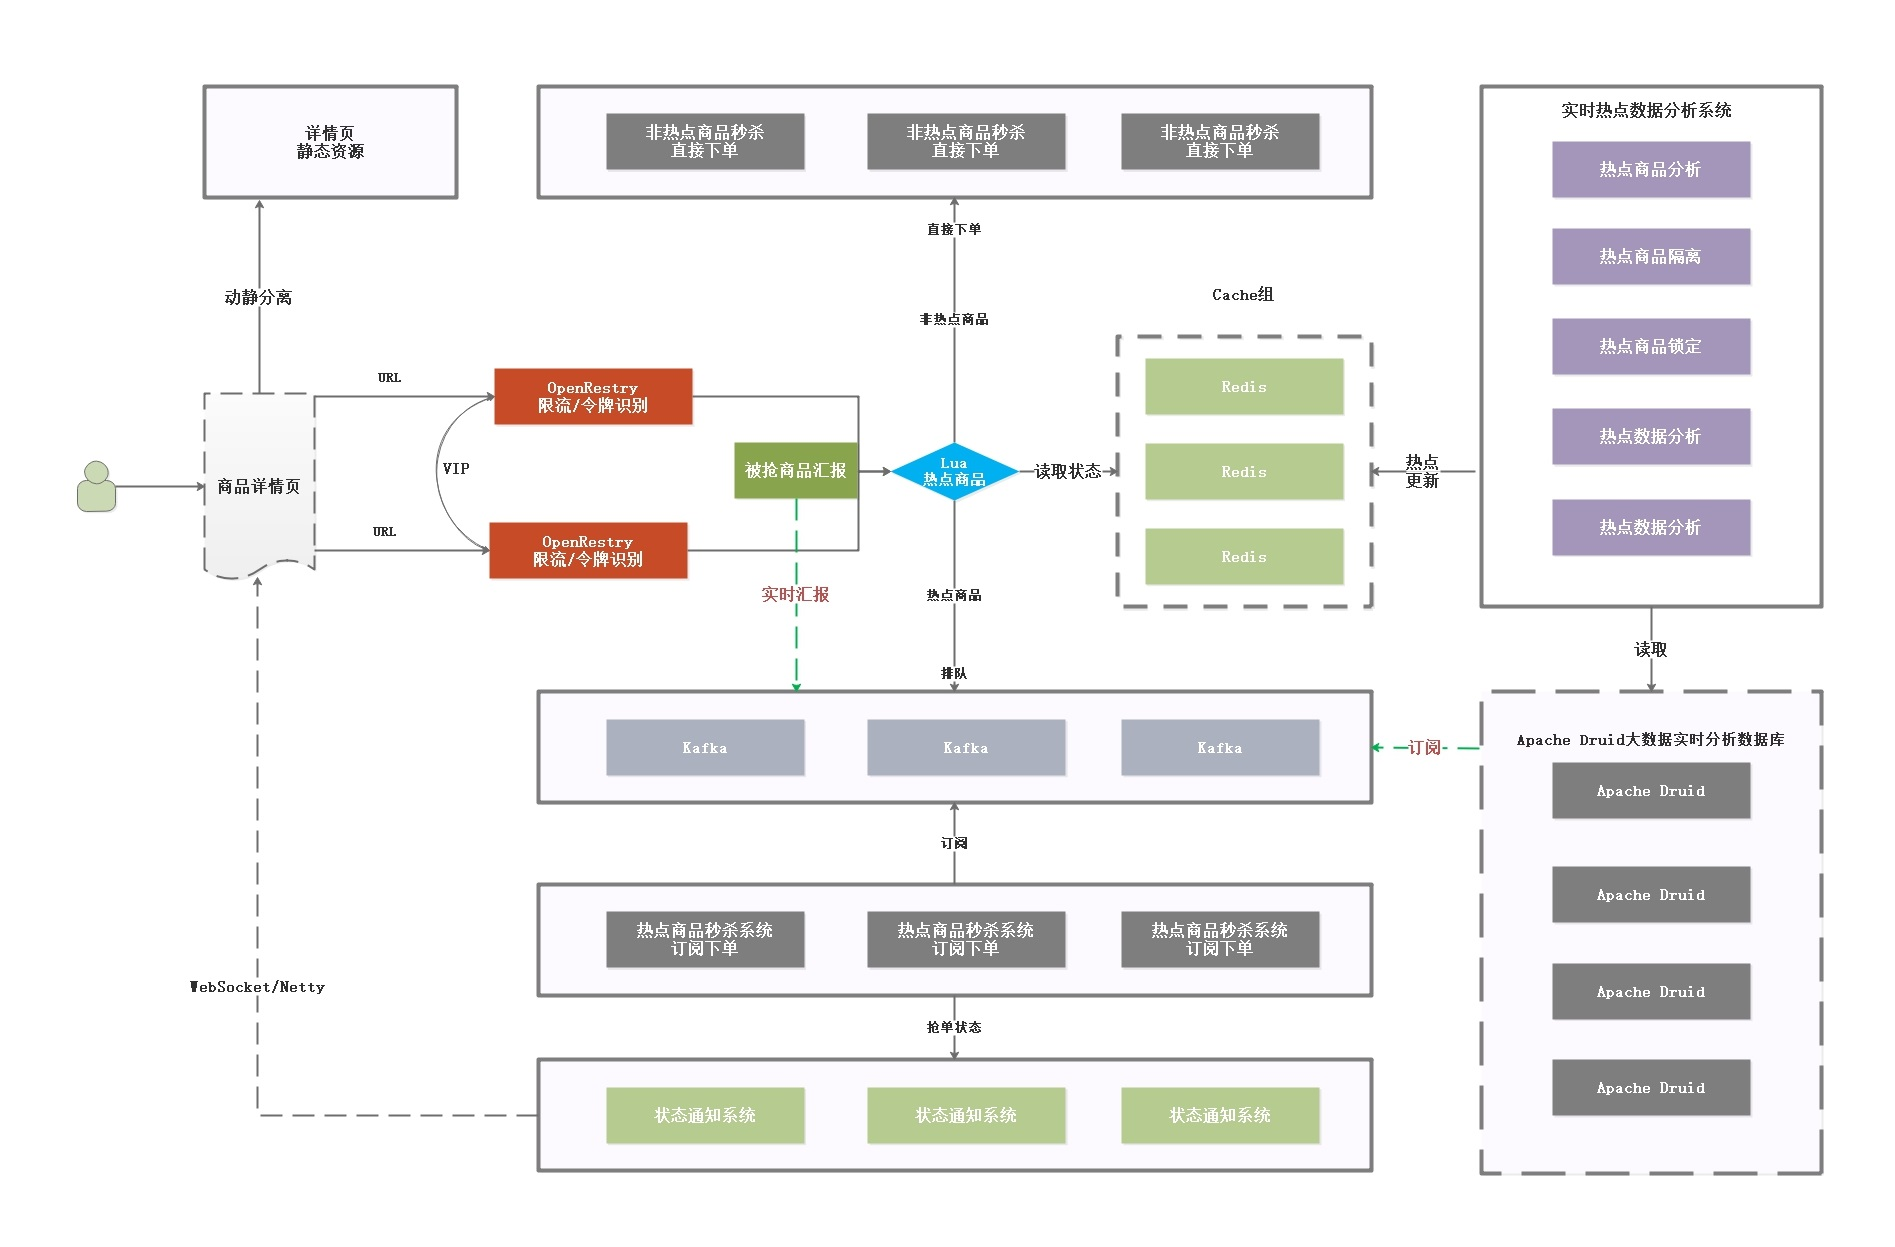 详情页
静态资源
非热点商品秒杀
直接下单
非热点商品秒杀
直接下单
非热点商品秒杀
直接下单
实时热点数据分析系统
热点商品分析
热点商品隔离
热点商品锁定
热点数据分析
热点数据分析
直接下单
动静分离
非热点商品
Cache组
Redis
Redis
Redis
URL
OpenRestry
限流/令牌识别
VIP
被抢商品汇报
Lua
热点商品
读取状态
热点
更新
商品详情页
URL
OpenRestry
限流/令牌识别
实时汇报
热点商品
读取
排队
Kafka
Kafka
Kafka
订阅
Apache Druid大数据实时分析数据库
Apache Druid
Apache Druid
Apache Druid
Apache Druid
订阅
热点商品秒杀系统
订阅下单
热点商品秒杀系统
订阅下单
热点商品秒杀系统
订阅下单
WebSocket/Netty
抢单状态
状态通知系统
状态通知系统
状态通知系统